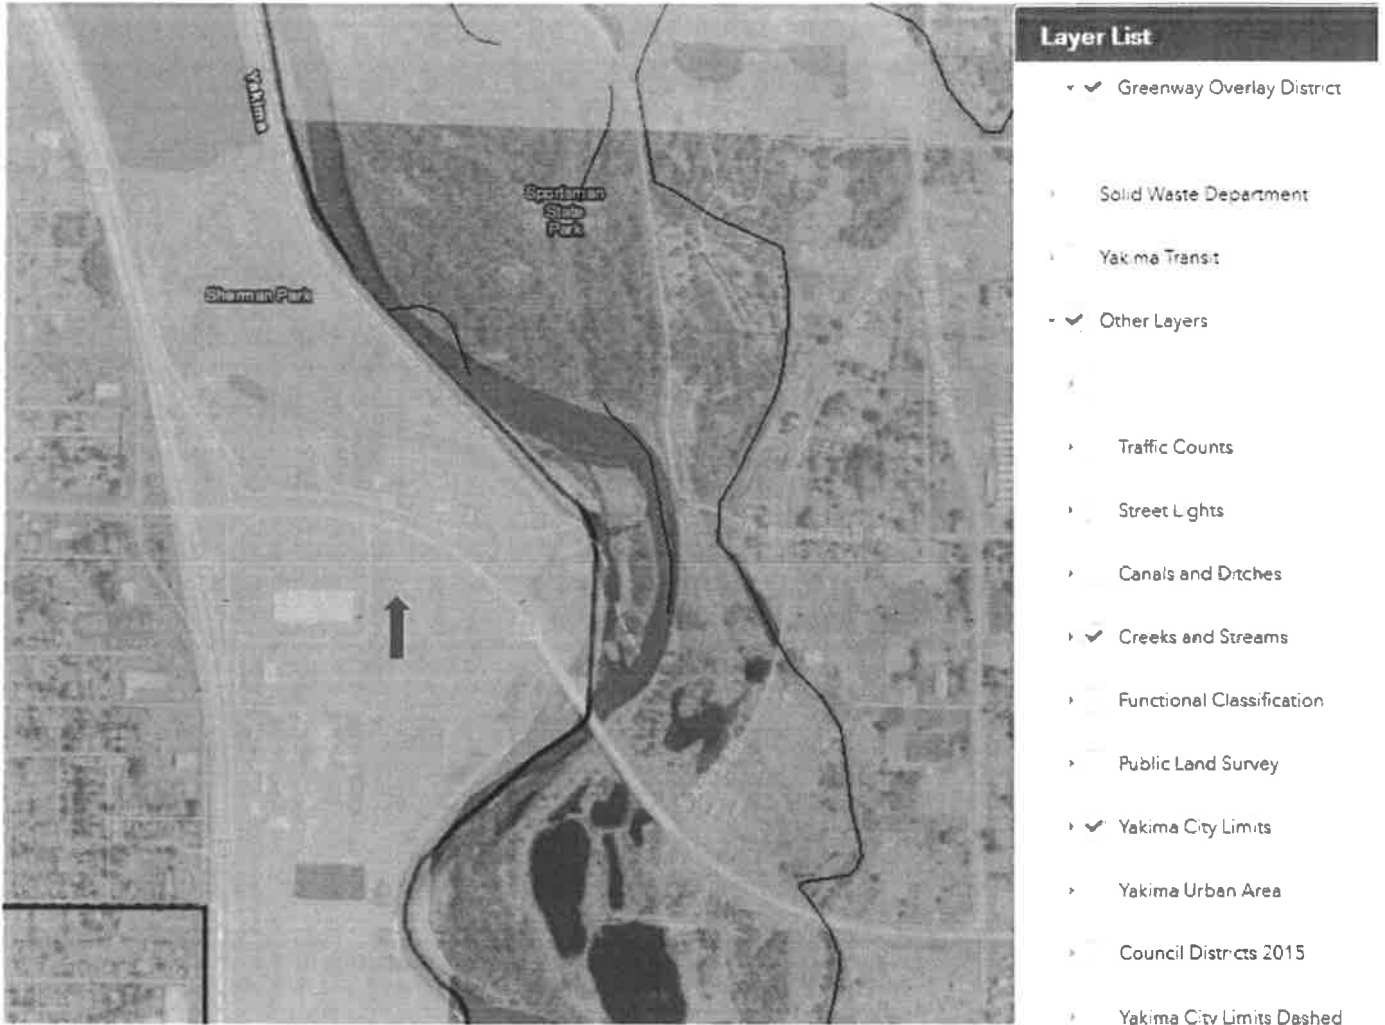 Yakima
Sportsman
State
Park
Sherman Park
Layer List
Greenway Overlay District
Solid Waste Department
Yakima Transit
Other Layers
Traffic Counts
Street Lights
Canals and Ditches
Creeks and Streams
Functional Classification
Public Land Survey
Yakima City Limits
Yakima Urban Area
Council Districts 2015
Yakima City Limits Dashed